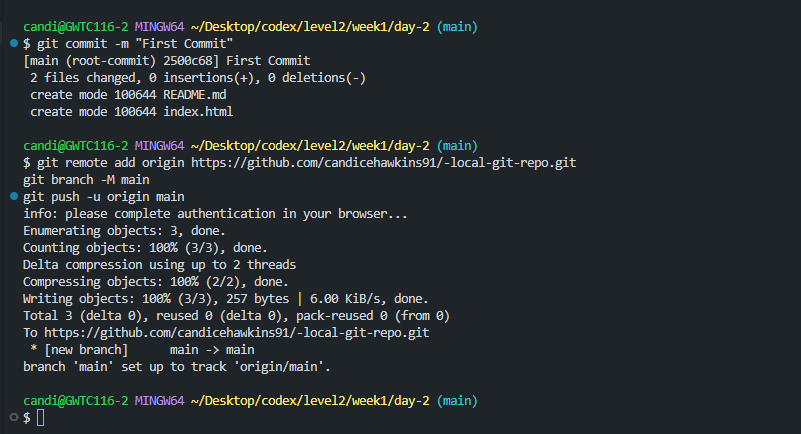 candi@GWTC116-2 MINGW64 ~/Desktop/codex/level2/week1/day-2 (main)
$ git commit -m "First Commit"
[main (root-commit) 2500c68] First Commit
 2 files changed, 0 insertions(+), 0 deletions(-)
 create mode 100644 README.md
 create mode 100644 index.html

candi@GWTC116-2 MINGW64 ~/Desktop/codex/level2/week1/day-2 (main)
$ git remote add origin https://github.com/candicehawkins91/-local-git-repo.git
git branch -M main
git push -u origin main
info: please complete authentication in your browser...
Enumerating objects: 3, done.
Counting objects: 100% (3/3), done.
Delta compression using up to 2 threads
Compressing objects: 100% (2/2), done.
Writing objects: 100% (3/3), 257 bytes | 6.00 KiB/s, done.
Total 3 (delta 0), reused 0 (delta 0), pack-reused 0 (from 0)
To https://github.com/candicehawkins91/-local-git-repo.git
 * [new branch]      main -> main
branch 'main' set up to track 'origin/main'.

candi@GWTC116-2 MINGW64 ~/Desktop/codex/level2/week1/day-2 (main)
$